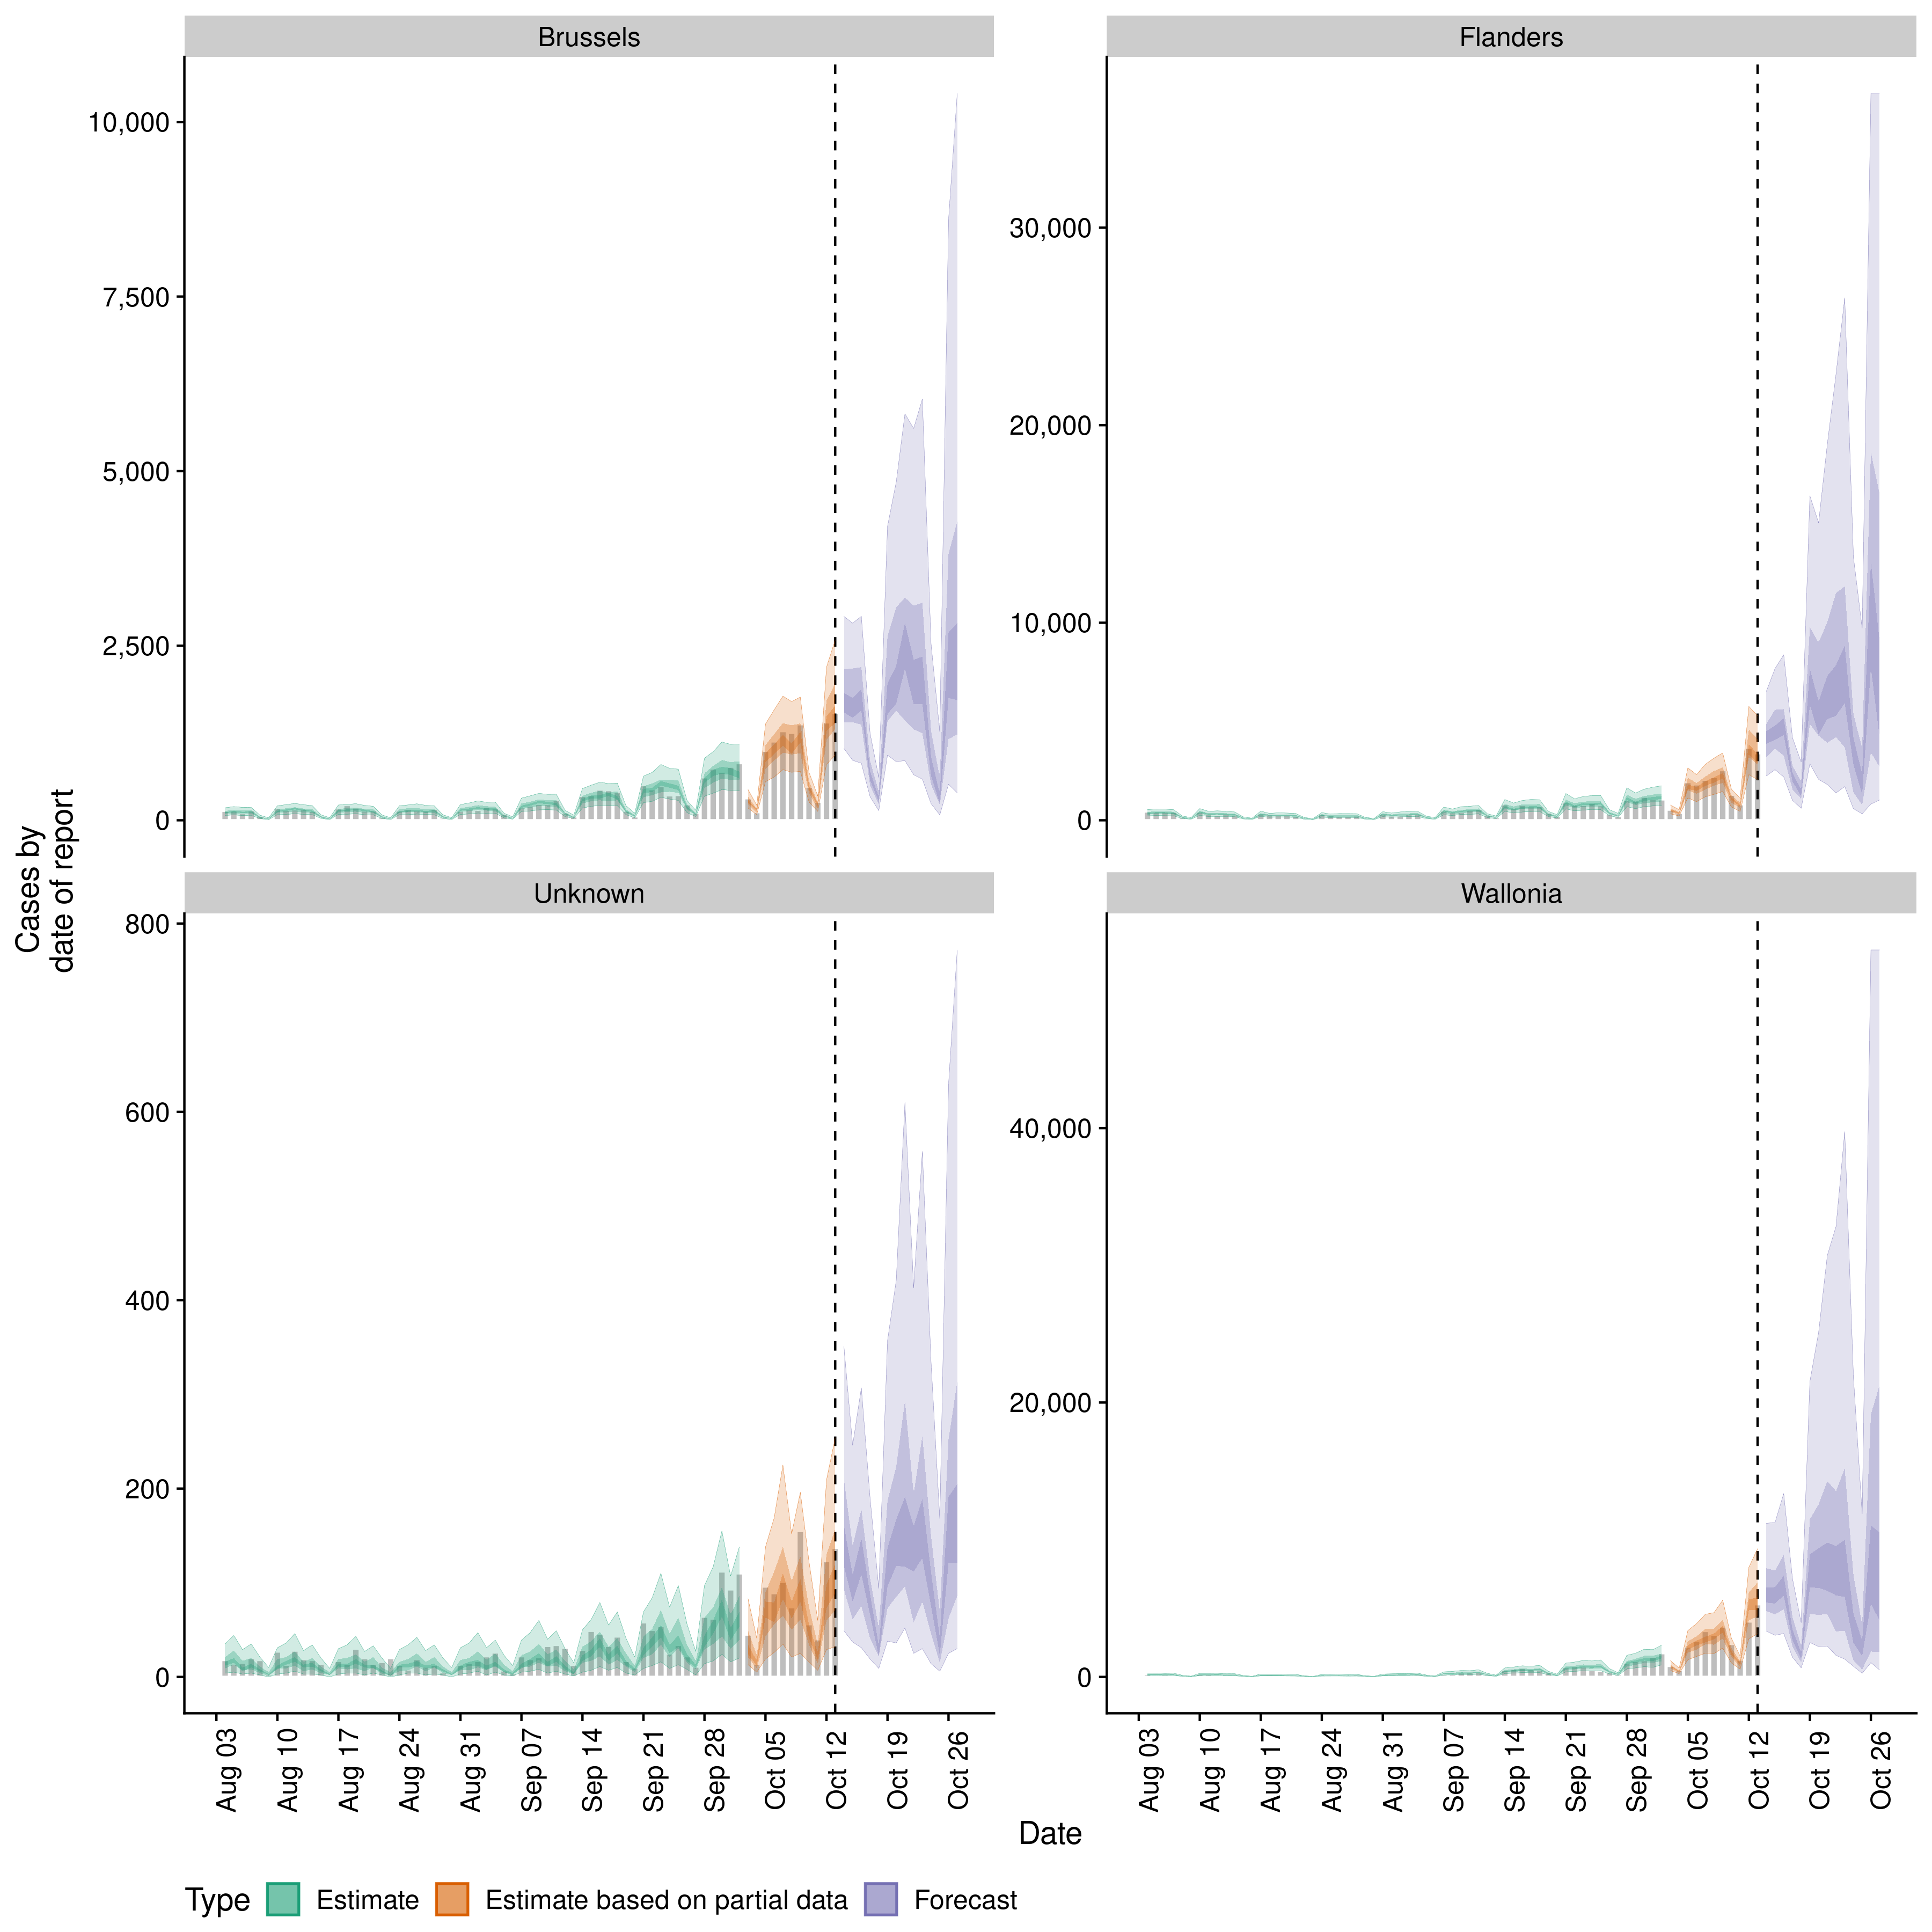 Brussels
Flanders
10,000
7,500
5,000
2,500
0
30,000
20,000
10,000
0
Cases by
date of report
Unknown
Wallonia
800
600
400
200
0
40,000
20,000
0
Aug 03
Aug 10
Aug 17
Aug 24
Aug 31
Sep 07
Sep 14
Sep 21
Sep 28
Oct 05
Oct 12
Oct 19
Oct 26
Aug 03
Aug 10
Aug 17
Aug 24
Aug 31
Sep 07
Sep 14
Sep 21
Sep 28
Oct 05
Oct 12
Oct 19
Oct 26
Date
Type Estimate Estimate based on partial data Forecast